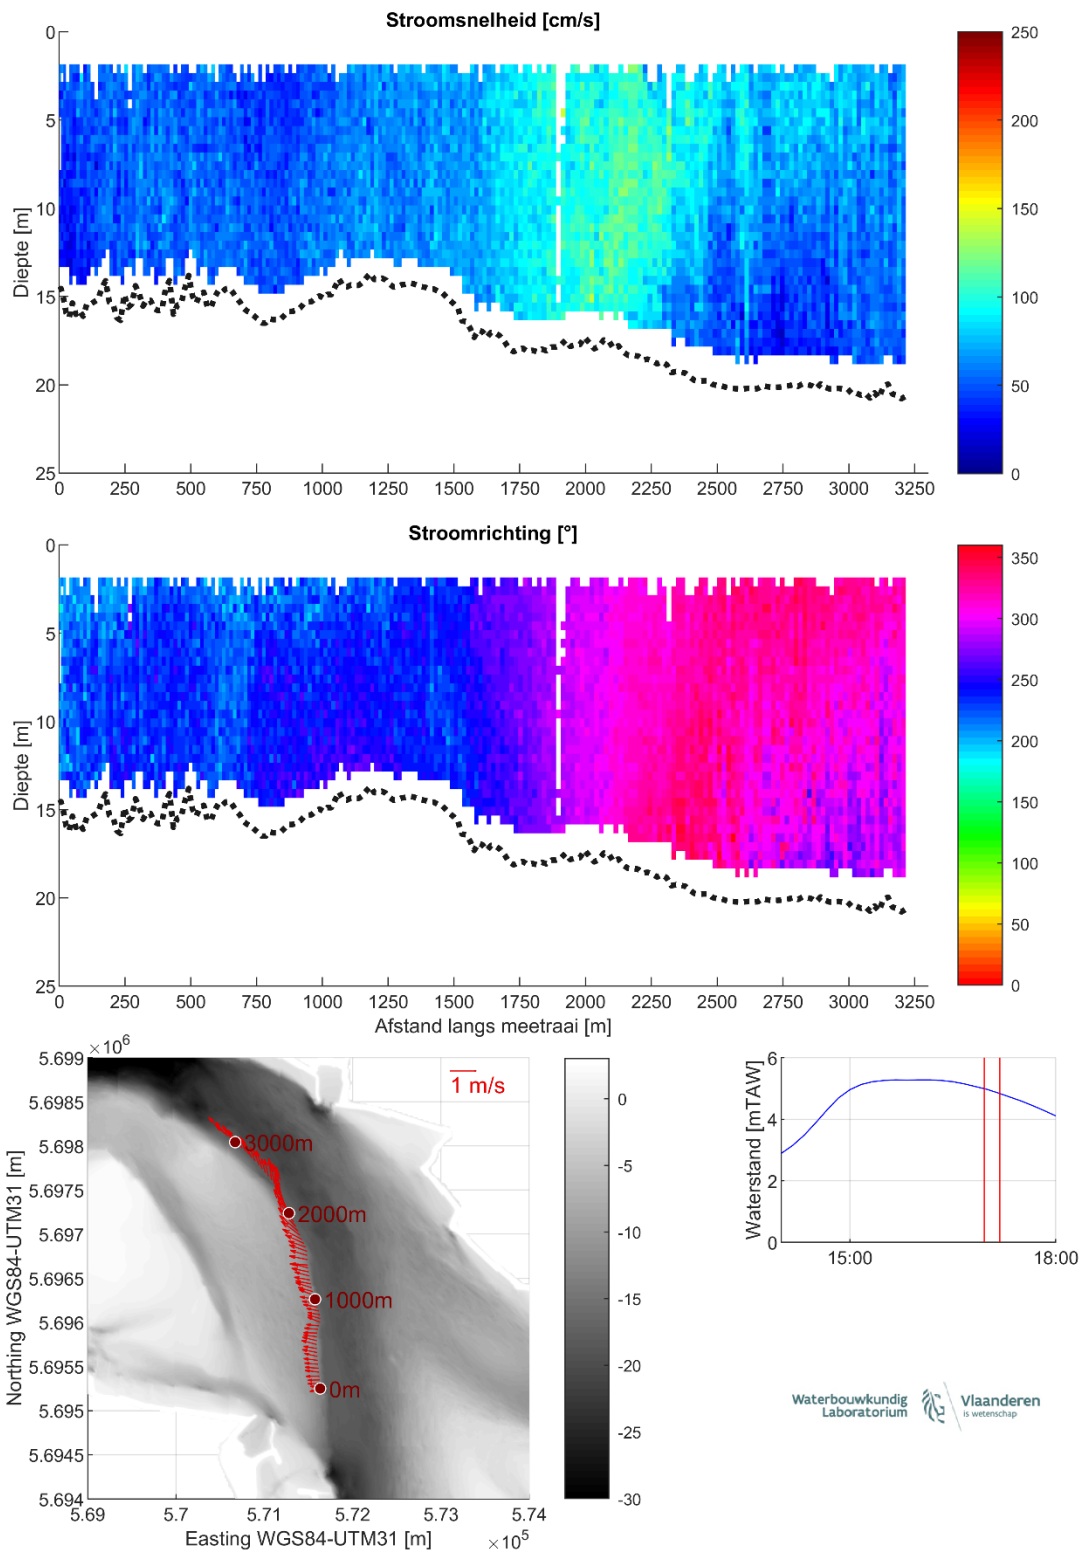 Stroomsnelheid [cm/s]
0
5
10
15
20
25
Diepte [m]
0 250 500 750 1000 1250 1500 1750 2000 2250 2500 2750 3000 3250
250
200
150
100
50
0
Stroomrichting [°]
0
5
10
15
20
25
Diepte [m]
0 250 500 750 1000 1250 1500 1750 2000 2250 2500 2750 3000 3250
Afstand langs meetraai [m]
350
300
250
200
150
100
50
0
×10⁶
5.699
5.6985
5.698
5.6975
5.697
5.6965
5.696
5.6955
5.695
5.6945
5.694
Northing WGS84-UTM31 [m]
1 m/s
3000m
2000m
1000m
0m
5.69 5.7 5.71 5.72 5.73 5.74
Easting WGS84-UTM31 [m]
×10⁵
0
-5
-10
-15
-20
-25
-30
6
4
2
0
Waterstand [mTAW]
15:00 18:00
Waterbouwkundig
Laboratorium
Vlaanderen
is wetenschap